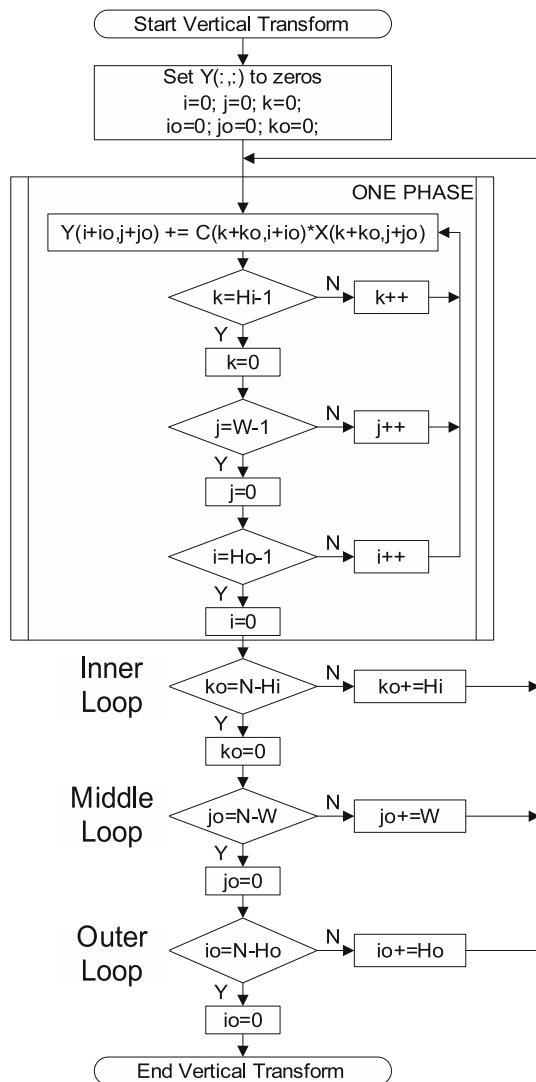 Start Vertical Transform
Set Y(:,:) to zeros
i=0; j=0; k=0;
io=0; jo=0; ko=0;
ONE PHASE
Y(i+io,j+jo) += C(k+ko,i+io)*X(k+ko,j+jo)
k=Hi-1
N
k++
Y
k=0
j=W-1
N
j++
Y
j=0
i=Ho-1
N
i++
Y
i=0
Inner
Loop
ko=N-Hi
N
ko+=Hi
Y
ko=0
Middle
Loop
jo=N-W
N
jo+=W
Y
jo=0
Outer
Loop
io=N-Ho
N
io+=Ho
Y
io=0
End Vertical Transform